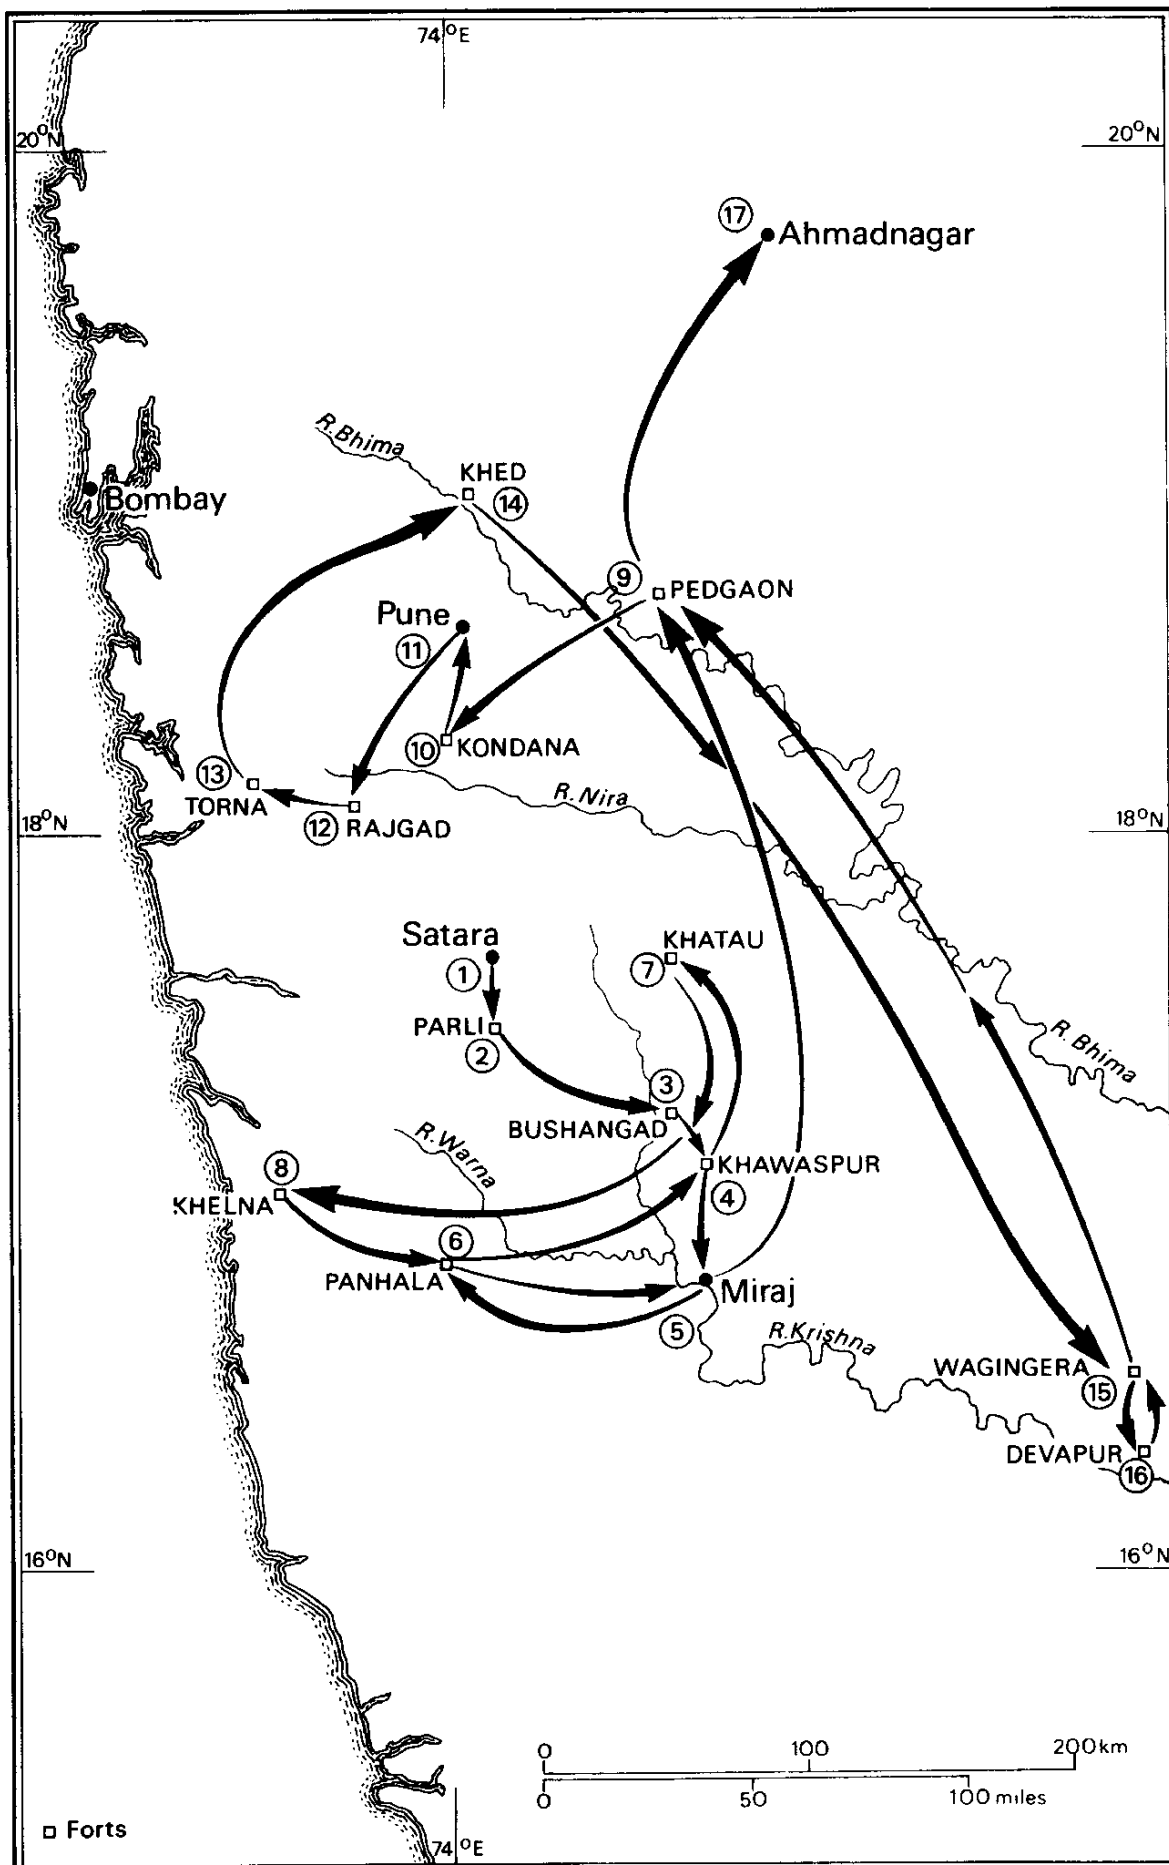 74°E
20°N
20°N
17
Ahmadnagar
R. Bhima
KHED
14
Bombay
9
PEDGAON
Pune
11
10
KONDANA
13
TORNA
R. Nira
12
RAJGAD
18°N
18°N
Satara
1
KHATAU
7
PARLI
2
R. Bhima
3
BUSHANGAD
R. Warna
KHAWASPUR
4
8
KHELNA
6
PANHALA
Miraj
5
R. Krishna
WAGINGERA
15
DEVAPUR
16
16°N
16°N
0 100 200km
0 50 100 miles
Forts
74°E